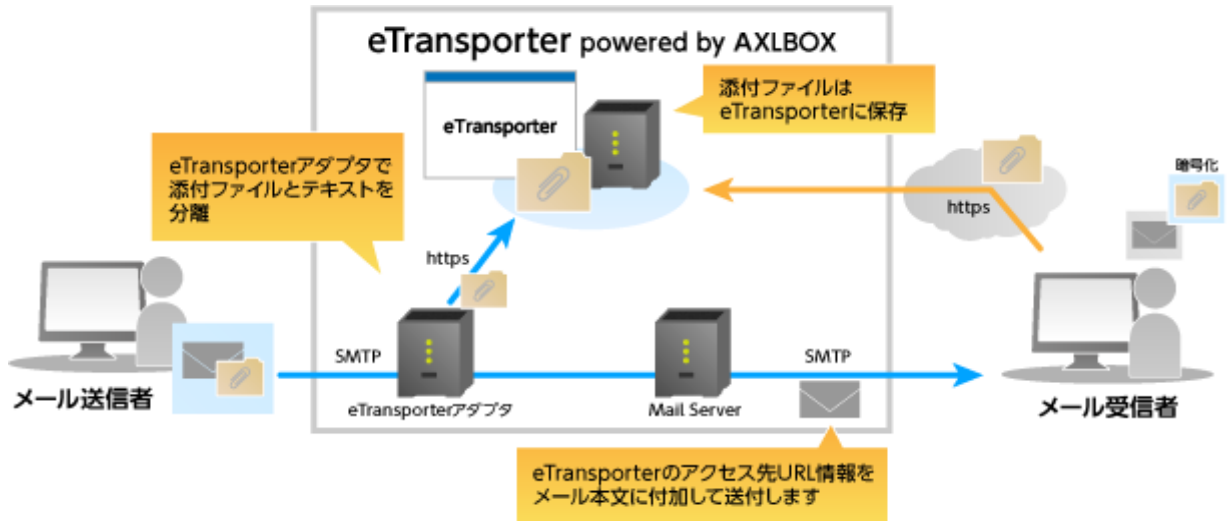 eTransporter powered by AXLBOX
添付ファイルは
eTransporterに保存
eTransporter
eTransporterアダプタで
添付ファイルとテキストを
分離
暗号化
https
https
SMTP
SMTP
メール送信者
eTransporterアダプタ
Mail Server
メール受信者
eTransporterのアクセス先URL情報を
メール本文に付加して送付します